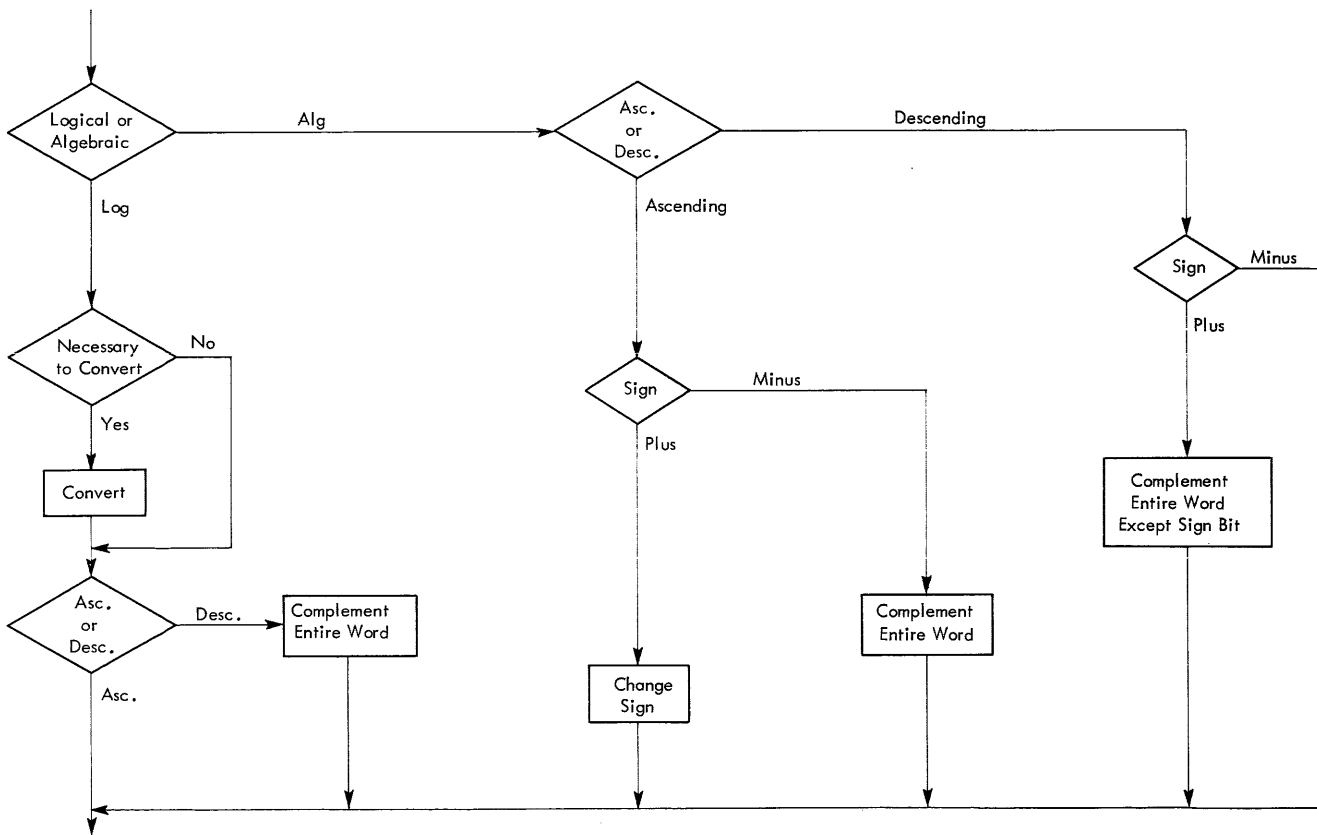 Logical or
Algebraic
Alg
Asc.
or
Desc.
Descending
Log
Ascending
Sign
Minus
Plus
Necessary
to Convert
No
Yes
Sign
Minus
Plus
Convert
Complement
Entire Word
Except Sign Bit
Asc.
or
Desc.
Desc.
Complement
Entire Word
Complement
Entire Word
Asc.
Change
Sign